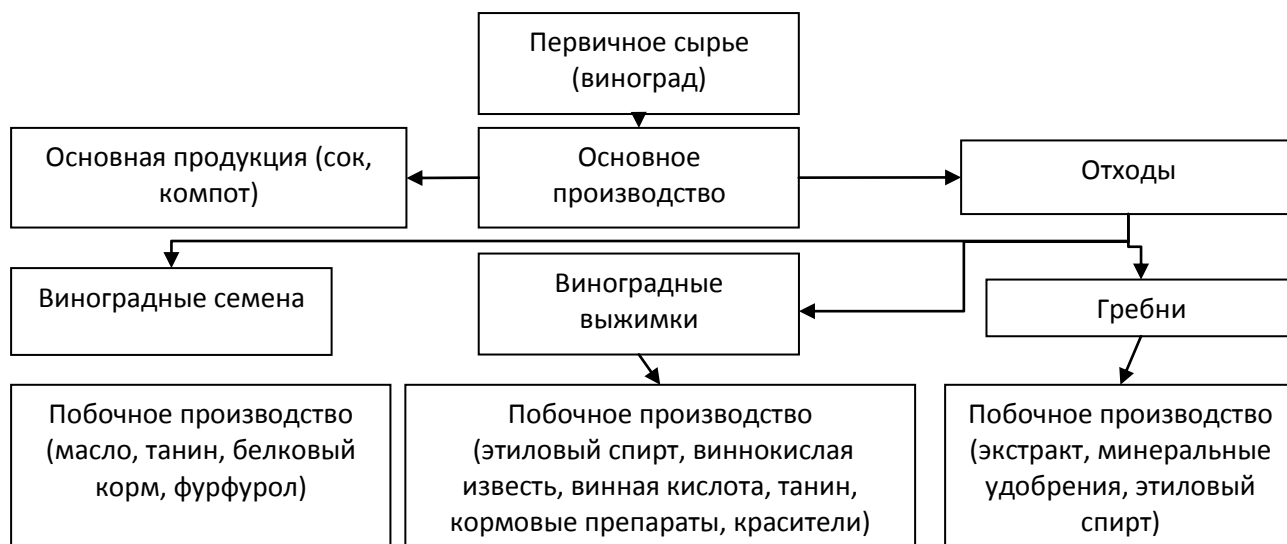 Первичное сырье
(виноград)
Основная продукция (сок,
компот)
Основное
производство
Отходы
Виноградные семена
Виноградные
выжимки
Гребни
Побочное производство
(масло, танин, белковый
корм, фурфурол)
Побочное производство
(этиловый спирт, виннокислая
известь, винная кислота, танин,
кормовые препараты, красители)
Побочное производство
(экстракт, минеральные
удобрения, этиловый
спирт)